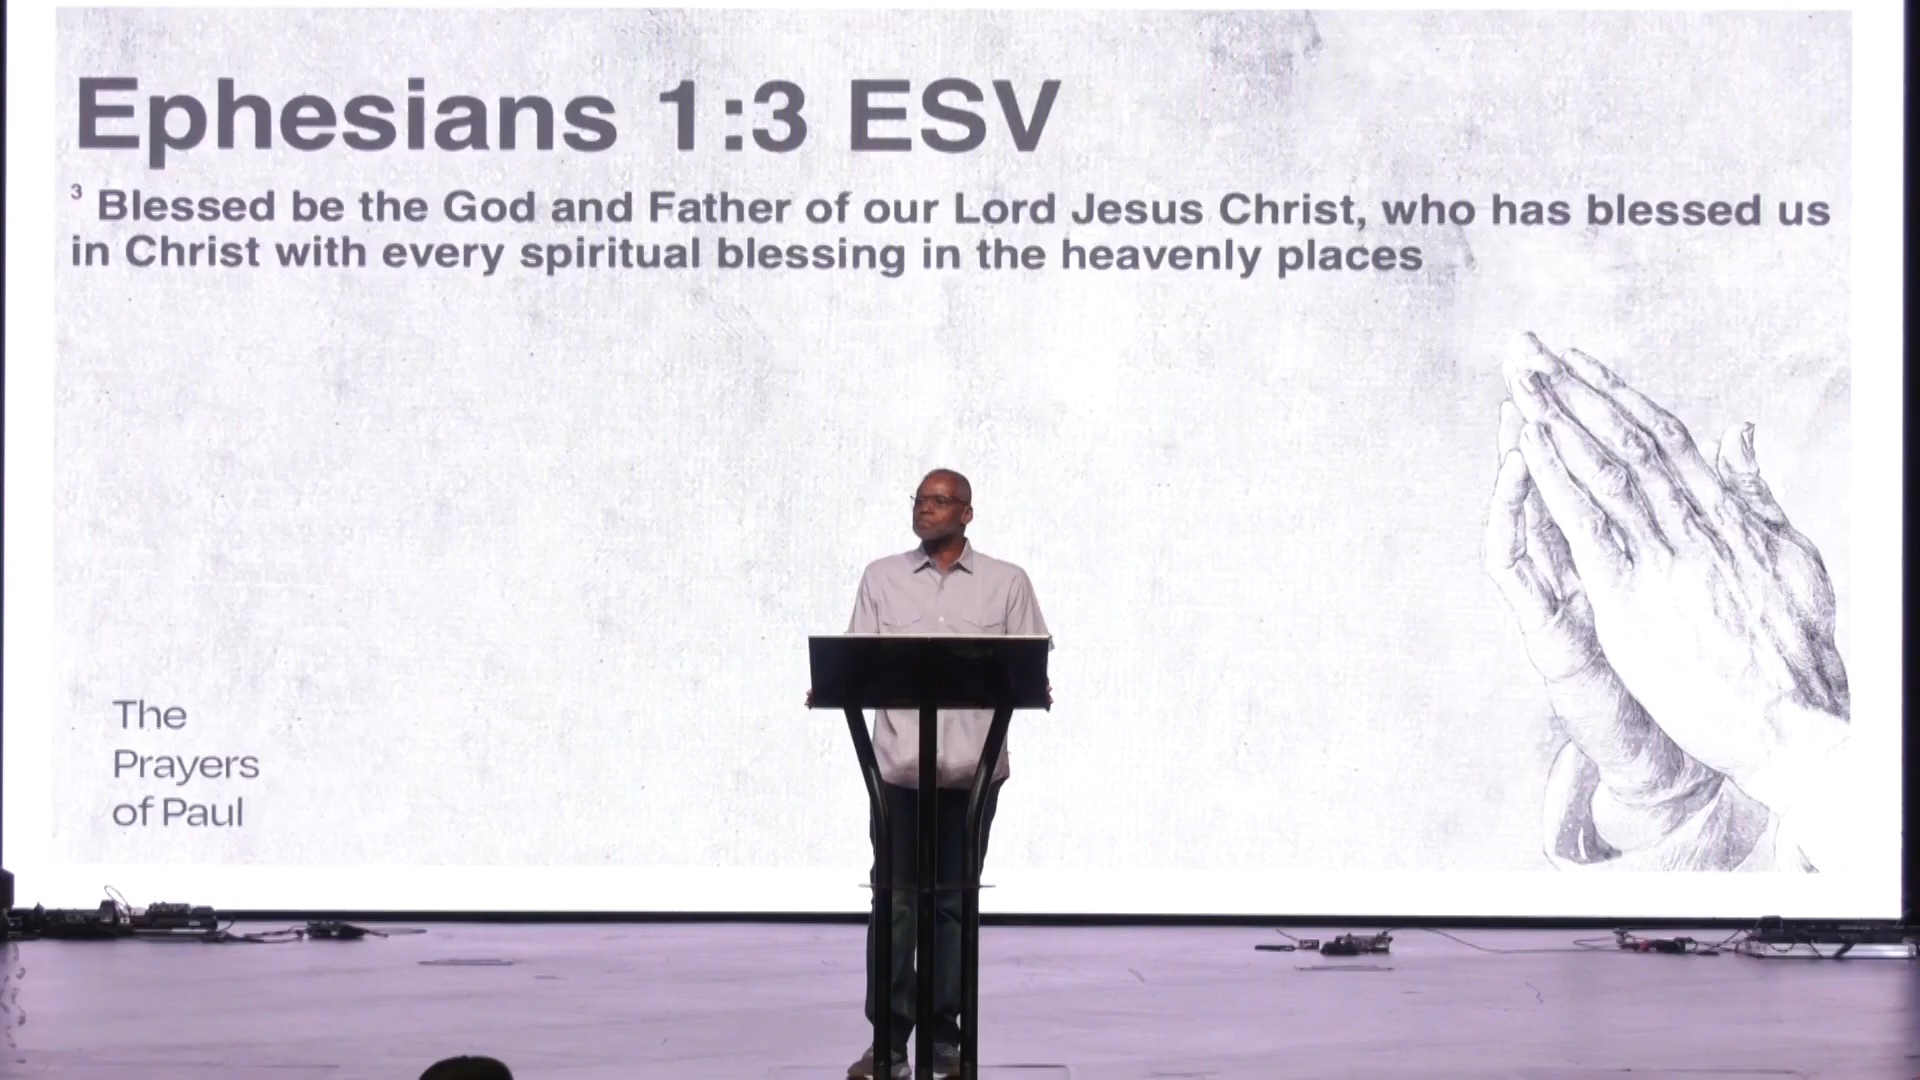 Ephesians 1:3 ESV
3 Blessed be the God and Father of our Lord Jesus Christ, who has blessed us
in Christ with every spiritual blessing in the heavenly places
The
Prayers
of Paul